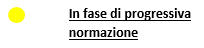 In fase di progressiva
normazione